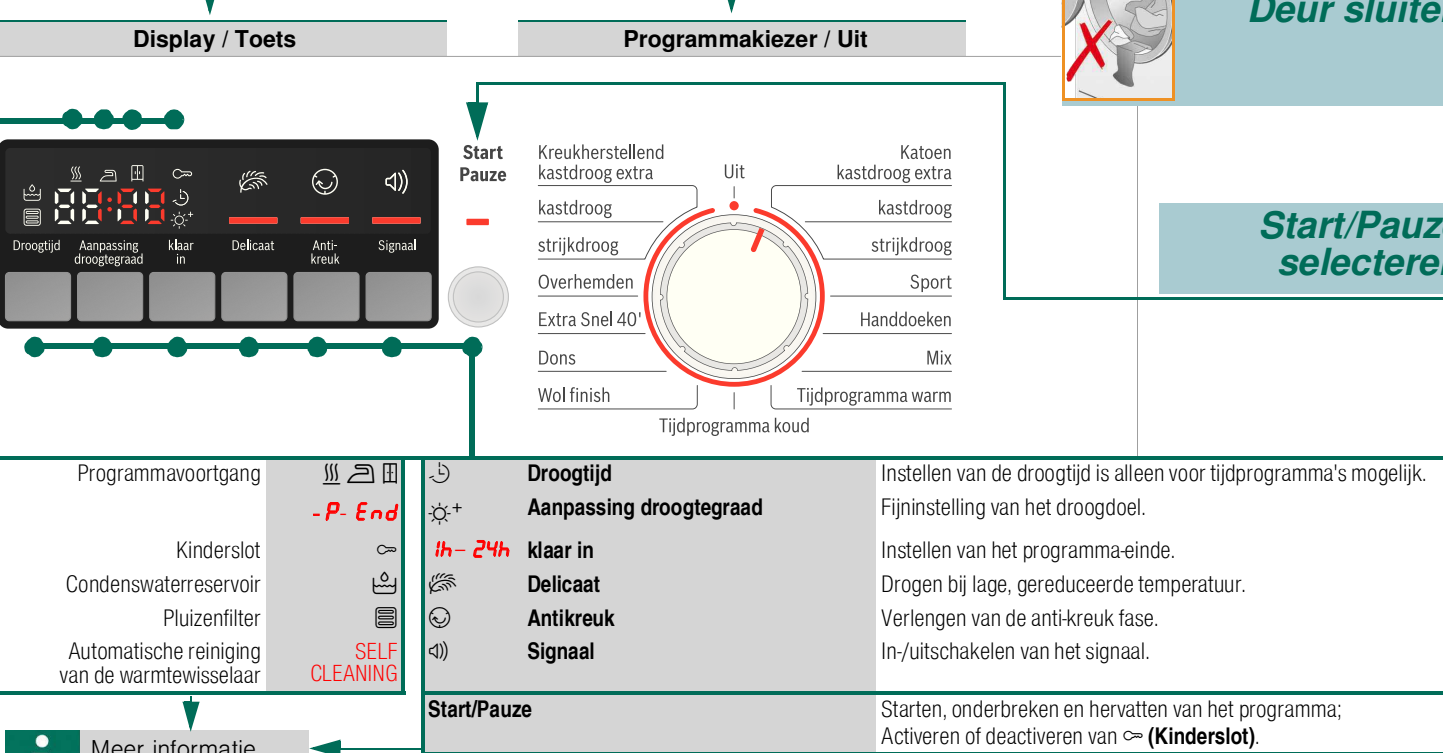 Deur
Display / Toets
Programmakiezer / Uit
Start
Pauze
Droogtijd
Aanpassing
droogtegraad
klaar
in
Delicaat
Anti-
kreuk
Signaal
Kreukherstellend
kastdroog extra
kastdroog
strijkdroog
Overhemden
Extra Snel 40'
Dons
Wol finish
Uit
Katoen
kastdroog extra
kastdroog
strijkdroog
Sport
Handdoeken
Mix
Tijdprogramma warm
Tijdprogramma koud
Programmavoortgang
-P- End
Kinderslot
Condenswaterreservoir
Pluizenfilter
Automatische reiniging SELF
van de warmtewisselaar CLEANING
Droogtijd Instellen van de droogtijd is alleen voor tijdprogramma's mogelijk.
Aanpassing droogtegraad Fijninstelling van het droogdoel.
1h – 24h klaar in Instellen van het programma-einde.
Delicaat Drogen bij lage, gereduceerde temperatuur.
Antikreuk Verlengen van de anti-kreuk fase.
Signaal In-/uitschakelen van het signaal.
Start/Pauze Starten, onderbreken en hervatten van het programma;
Activeren of deactiveren van (Kinderslot).
Meer informatie